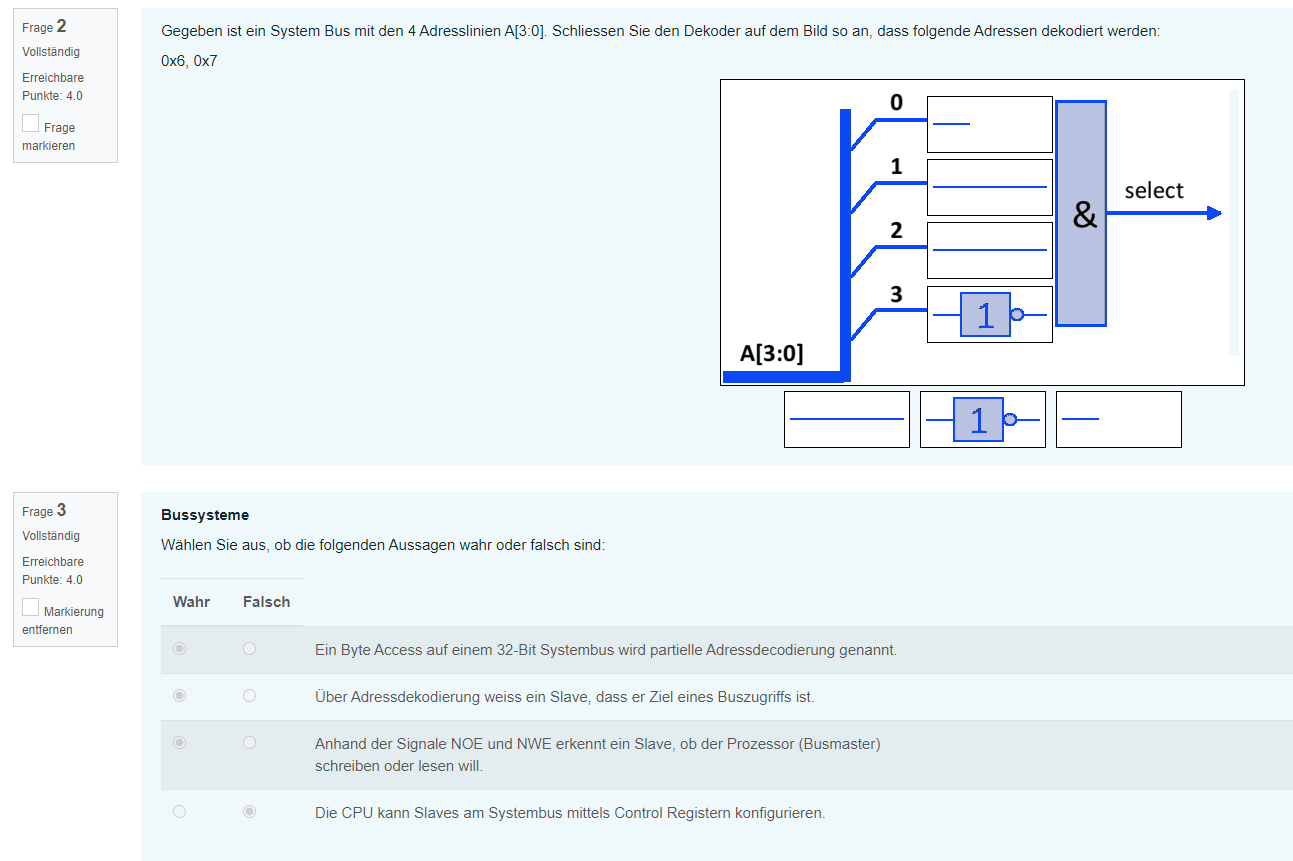 Frage 2
Vollständig
Erreichbare
Punkte: 4.0
Frage
markieren
Gegeben ist ein System Bus mit den 4 Adresslinien A[3:0]. Schliessen Sie den Dekoder auf dem Bild so an, dass folgende Adressen dekodiert werden:
0x6, 0x7
0
1
2
3
1
&
select
A[3:0]
1
Frage 3
Vollständig
Erreichbare
Punkte: 4.0
Markierung
entfernen
Bussysteme
Wählen Sie aus, ob die folgenden Aussagen wahr oder falsch sind:
Wahr Falsch
Ein Byte Access auf einem 32-Bit Systembus wird partielle Adressdecodierung genannt.
Über Adressdekodierung weiss ein Slave, dass er Ziel eines Buszugriffs ist.
Anhand der Signale NOE und NWE erkennt ein Slave, ob der Prozessor (Busmaster)
schreiben oder lesen will.
Die CPU kann Slaves am Systembus mittels Control Registern konfigurieren.